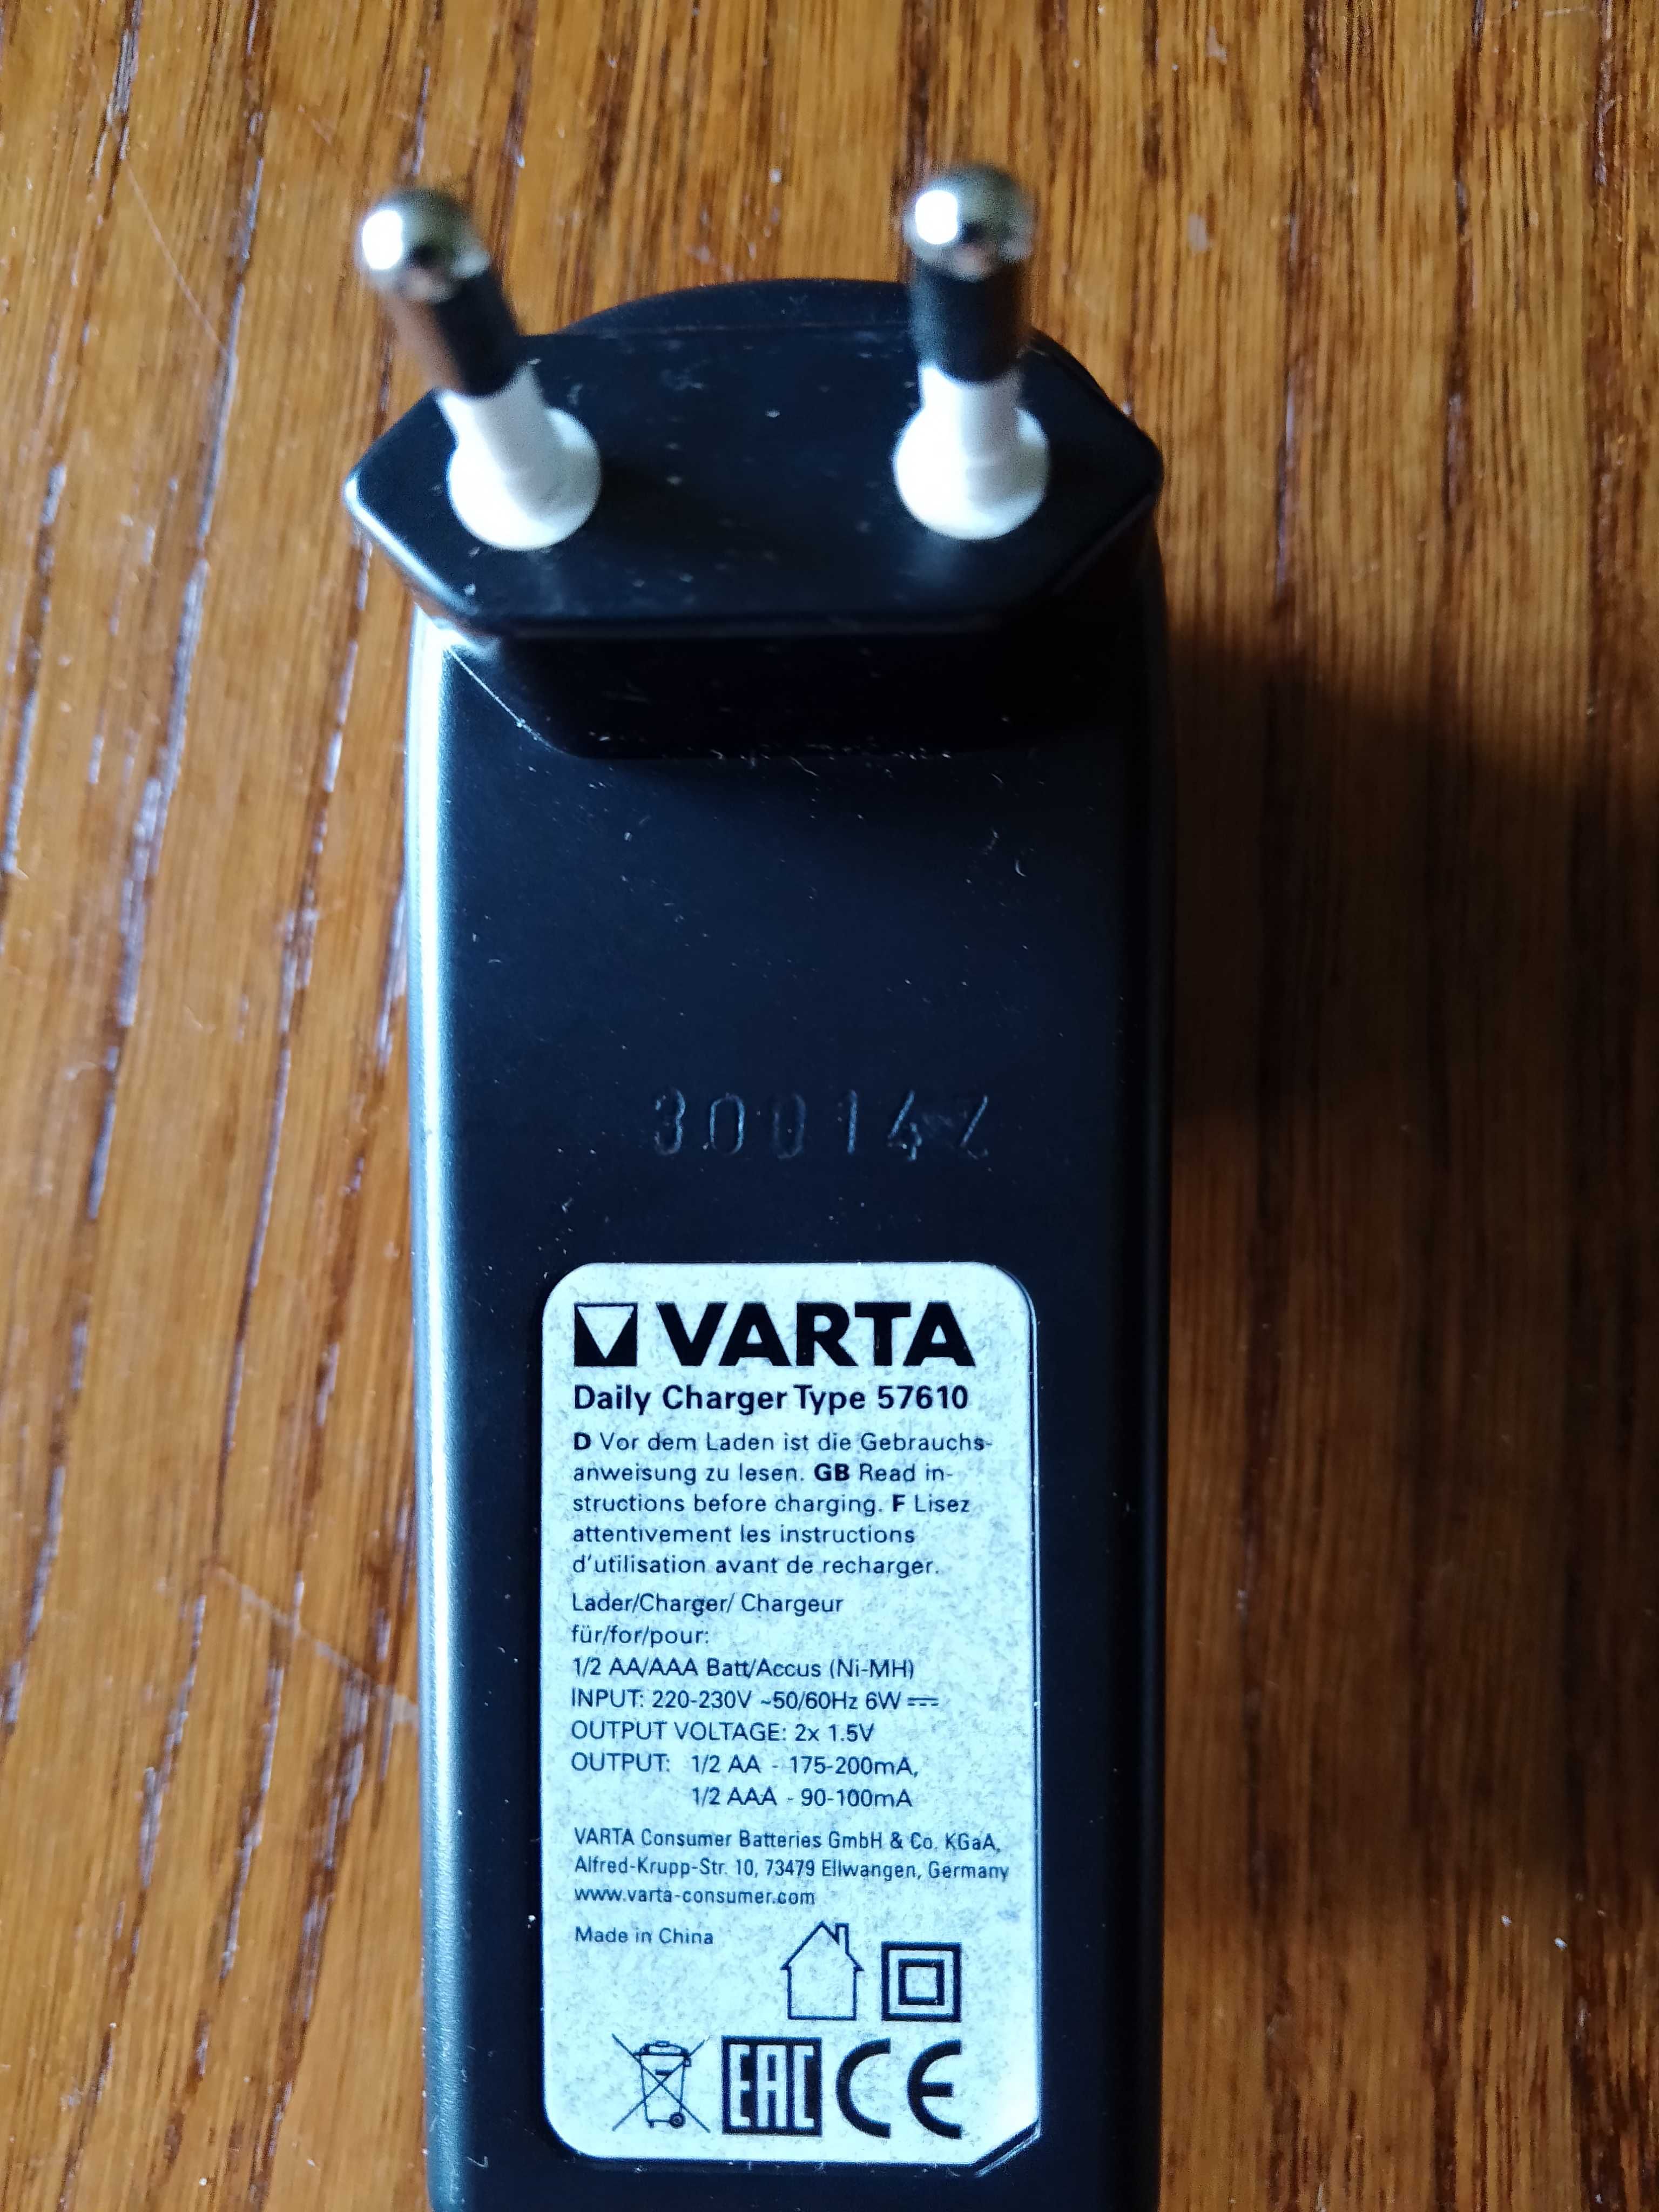 30014Z
VARTA
Daily Charger Type 57610
D Vor dem Laden ist die Gebrauchs-
anweisung zu lesen. GB Read in-
structions before charging. F Lisez
attentivement les instructions
d'utilisation avant de recharger.
Lader/Charger/ Chargeur
für/for/pour:
1/2 AA/AAA Batt/Accus (Ni-MH)
INPUT: 220-230V ~50/60Hz 6W ⎓
OUTPUT VOLTAGE: 2x 1.5V
OUTPUT: 1/2 AA - 175-200mA,
1/2 AAA - 90-100mA
VARTA Consumer Batteries GmbH & Co. KGaA,
Alfred-Krupp-Str. 10, 73479 Ellwangen, Germany
www.varta-consumer.com
Made in China
EAC CE